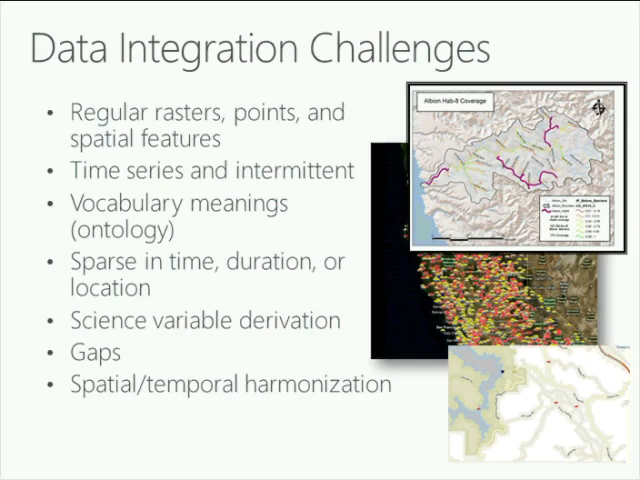 Data Integration Challenges
• Regular rasters, points, and
spatial features
• Time series and intermittent
• Vocabulary meanings
(ontology)
• Sparse in time, duration, or
location
• Science variable derivation
• Gaps
• Spatial/temporal harmonization
Albion Hab-8 Coverage